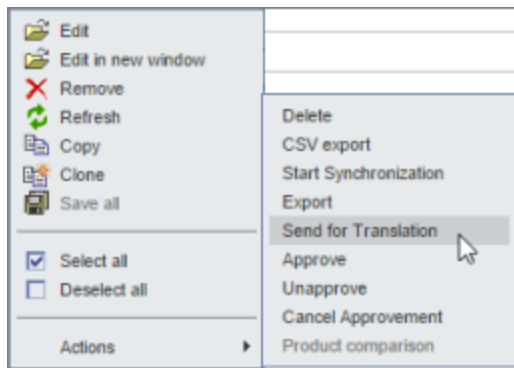 Edit
Edit in new window
Remove
Refresh
Copy
Clone
Save all
Select all
Deselect all
Actions
Delete
CSV export
Start Synchronization
Export
Send for Translation
Approve
Unapprove
Cancel Approvement
Product comparison